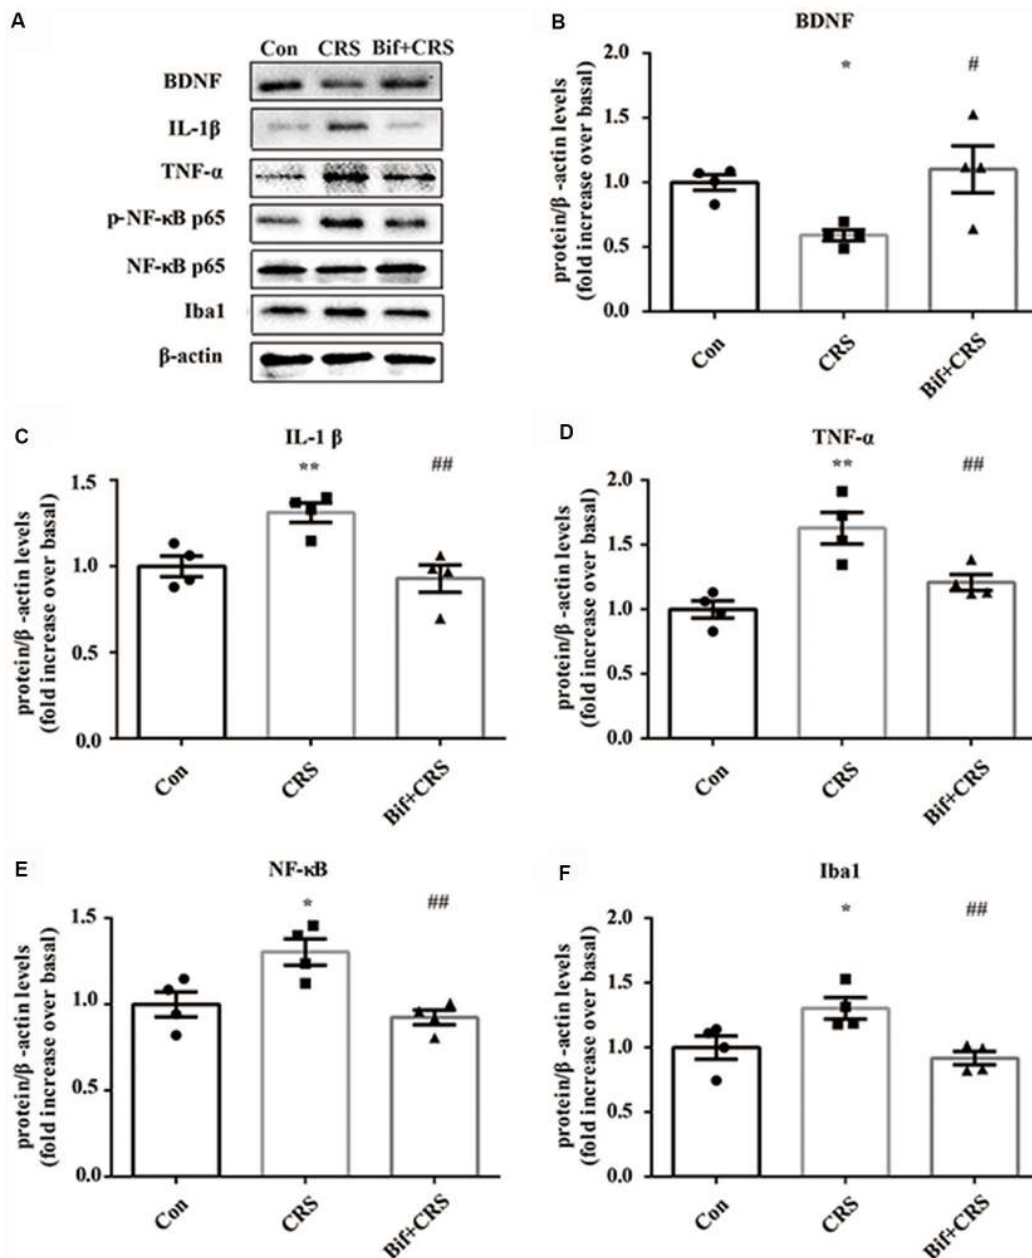 A
Con CRS Bif+CRS
BDNF
IL-1β
TNF-α
p-NF-κB p65
NF-κB p65
Iba1
β-actin
B
BDNF
protein/β -actin levels
(fold increase over basal)
2.0
1.5
1.0
0.5
0.0
*
#
Con
CRS
Bif+CRS
C
IL-1 β
protein/β -actin levels
(fold increase over basal)
1.5
1.0
0.5
0.0
**
##
Con
CRS
Bif+CRS
D
TNF-α
protein/β -actin levels
(fold increase over basal)
2.0
1.5
1.0
0.5
0.0
**
##
Con
CRS
Bif+CRS
E
NF-κB
protein/β -actin levels
(fold increase over basal)
1.5
1.0
0.5
0.0
*
##
Con
CRS
Bif+CRS
F
Iba1
protein/β -actin levels
(fold increase over basal)
2.0
1.5
1.0
0.5
0.0
*
##
Con
CRS
Bif+CRS